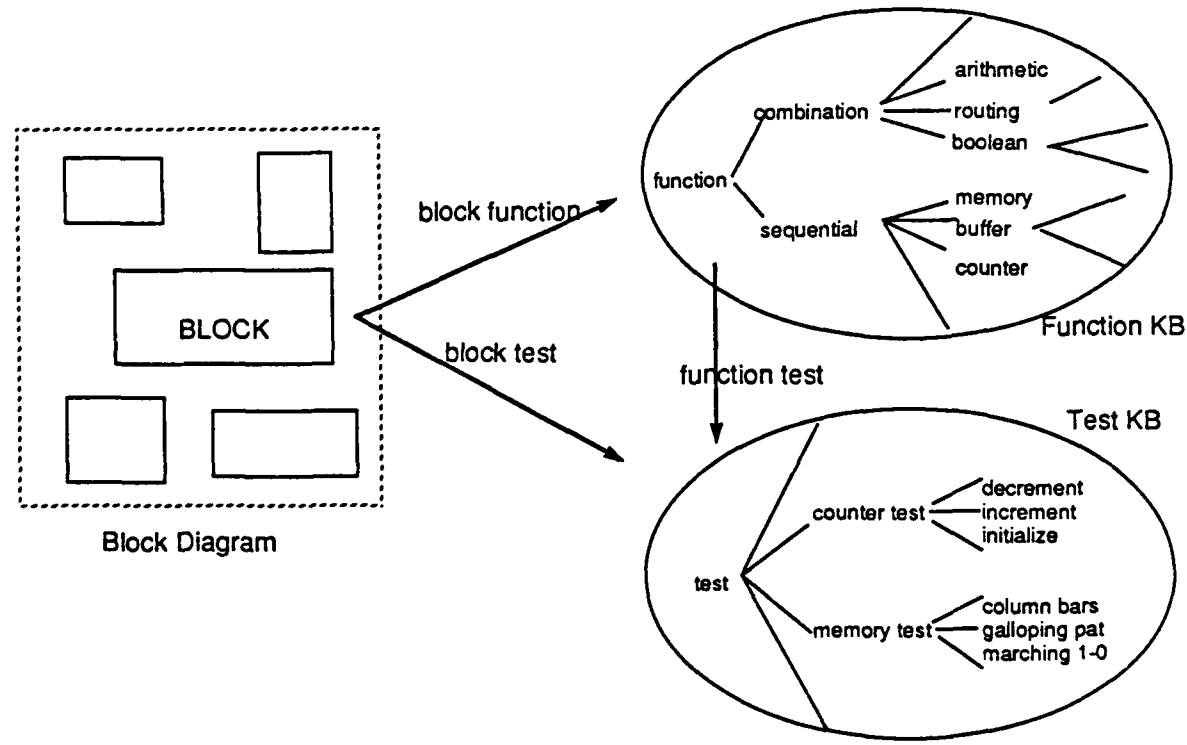 BLOCK
Block Diagram
block function
block test
function test
function
combination
arithmetic
routing
boolean
sequential
memory
buffer
counter
Function KB
Test KB
test
counter test
decrement
increment
initialize
memory test
column bars
galloping pat
marching 1-0